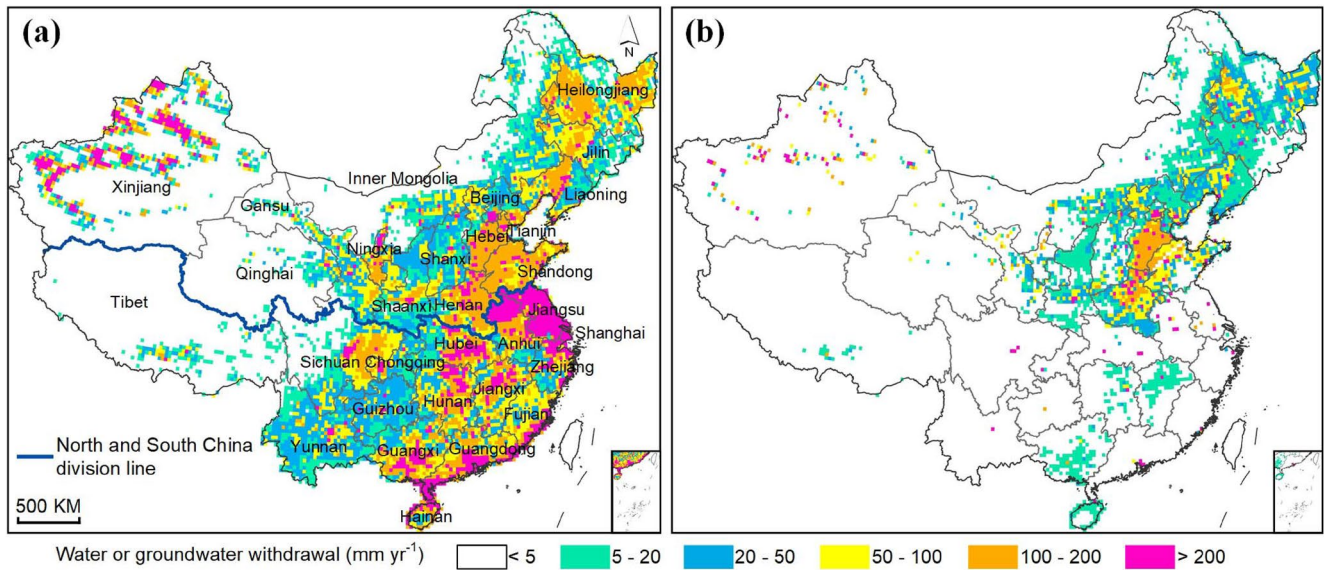 (a)
N
Heilongjiang
Jilin
Inner Mongolia
Xinjiang
Beijing
Liaoning
Gansu
Tianjin
Hebei
Ningxia
Shanxi
Qinghai
Shandong
Tibet
Shaanxi Henan
Jiangsu
Shanghai
Hubei
Anhui
Sichuan Chongqing
Zhejiang
Jiangxi
Hunan
Guizhou
Fujian
Yunnan
Guangxi
Guangdong
Hainan
North and South China
division line
500 KM
(b)
Water or groundwater withdrawal (mm yr⁻¹) < 5 5 - 20 20 - 50 50 - 100 100 - 200 > 200